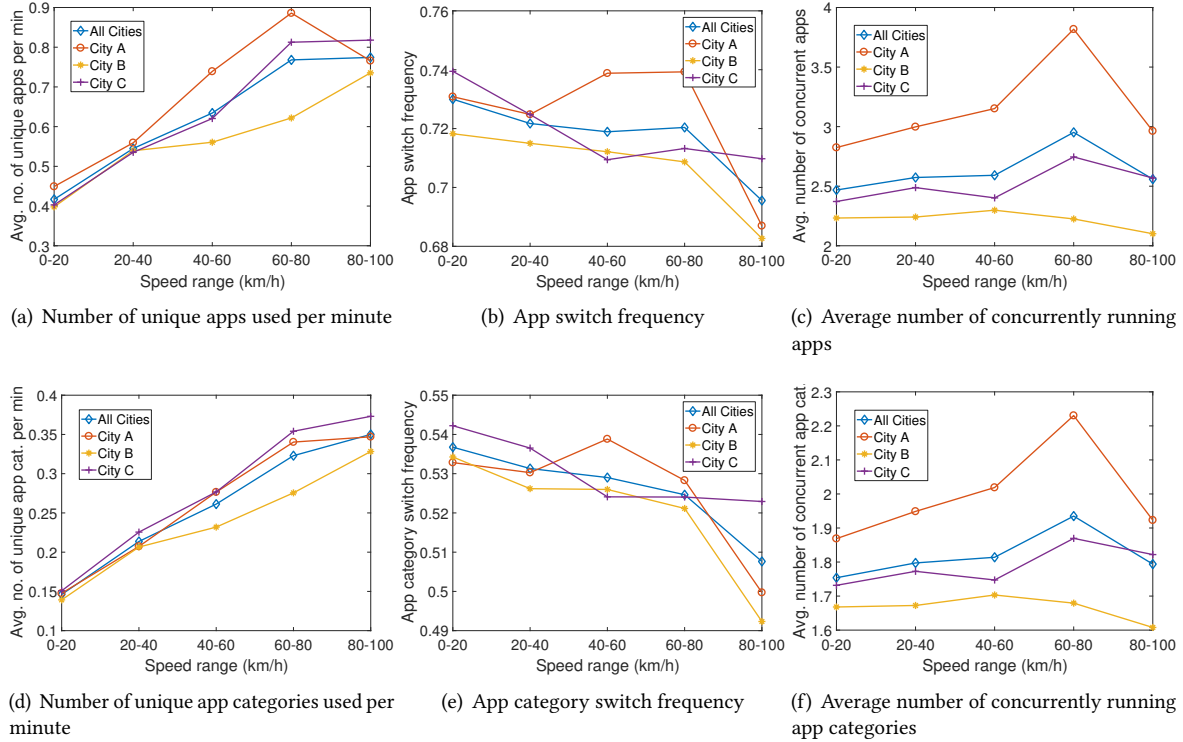 Avg. no. of unique apps per min
0.9
0.8
0.7
0.6
0.5
0.4
0.3
All Cities
City A
City B
City C
0-20 20-40 40-60 60-80 80-100
Speed range (km/h)
(a) Number of unique apps used per minute
App switch frequency
0.76
0.74
0.72
0.7
0.68
All Cities
City A
City B
City C
0-20 20-40 40-60 60-80 80-100
Speed range (km/h)
(b) App switch frequency
Avg. number of concurrent apps
4
3.5
3
2.5
2
All Cities
City A
City B
City C
0-20 20-40 40-60 60-80 80-100
Speed range (km/h)
(c) Average number of concurrently running
apps
Avg. no. of unique app cat. per min
0.4
0.35
0.3
0.25
0.2
0.15
0.1
All Cities
City A
City B
City C
0-20 20-40 40-60 60-80 80-100
Speed range (km/h)
(d) Number of unique app categories used per
minute
App category switch frequency
0.55
0.54
0.53
0.52
0.51
0.5
0.49
All Cities
City A
City B
City C
0-20 20-40 40-60 60-80 80-100
Speed range (km/h)
(e) App category switch frequency
Avg. number of concurrent app cat.
2.3
2.2
2.1
2
1.9
1.8
1.7
1.6
All Cities
City A
City B
City C
0-20 20-40 40-60 60-80 80-100
Speed range (km/h)
(f) Average number of concurrently running
app categories